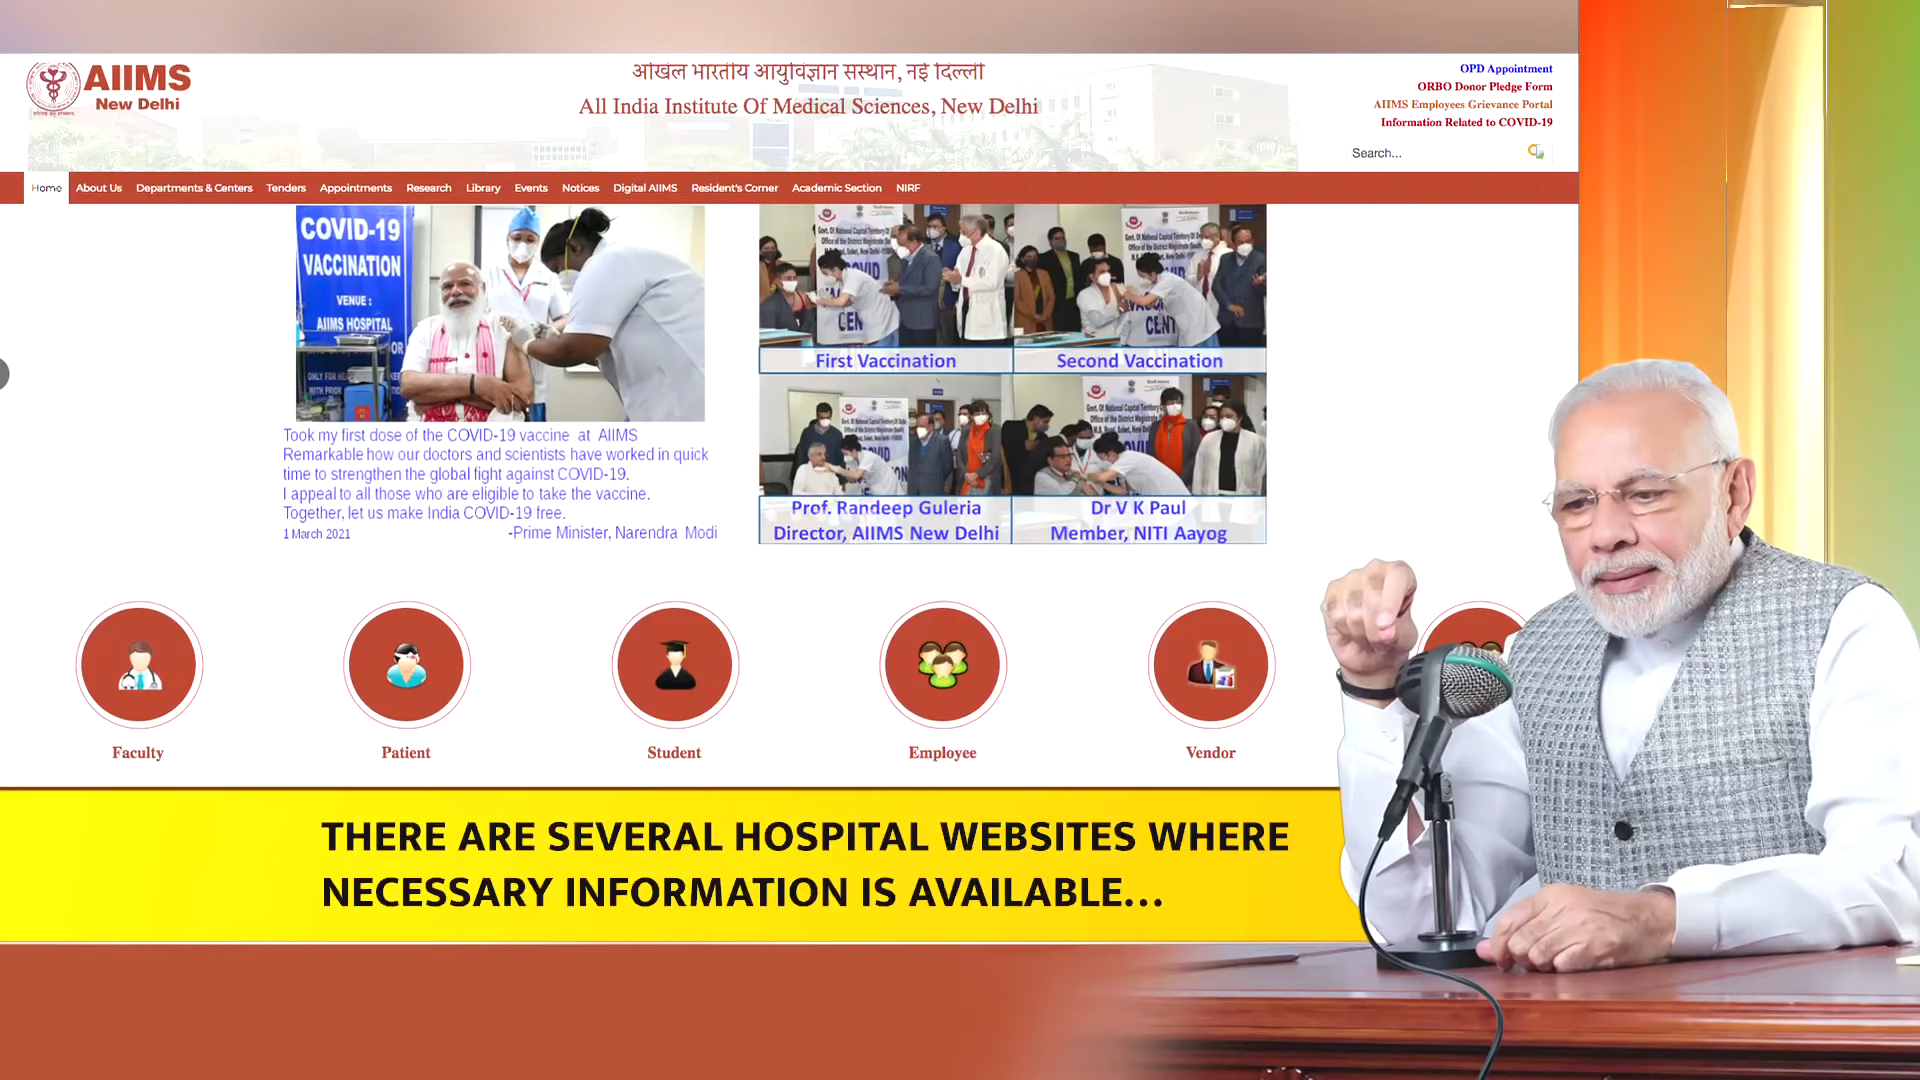 AIIMS
New Delhi
अखिल भारतीय आयुर्विज्ञान संस्थान, नई दिल्ली
All India Institute Of Medical Sciences, New Delhi
OPD Appointment
ORBO Donor Pledge Form
AIIMS Employees Grievance Portal
Information Related to COVID-19
Search...
Home About Us Departments & Centers Tenders Appointments Research Library Events Notices Digital AIIMS Resident's Corner Academic Section NIRF
COVID-19
VACCINATION
VENUE :
AIIMS HOSPITAL
Took my first dose of the COVID-19 vaccine at AIIMS
Remarkable how our doctors and scientists have worked in quick
time to strengthen the global fight against COVID-19.
I appeal to all those who are eligible to take the vaccine.
Together, let us make India COVID-19 free.
1 March 2021 -Prime Minister, Narendra Modi
First Vaccination
Second Vaccination
Prof. Randeep Guleria
Director, AIIMS New Delhi
Dr V K Paul
Member, NITI Aayog
Faculty
Patient
Student
Employee
Vendor
THERE ARE SEVERAL HOSPITAL WEBSITES WHERE
NECESSARY INFORMATION IS AVAILABLE...